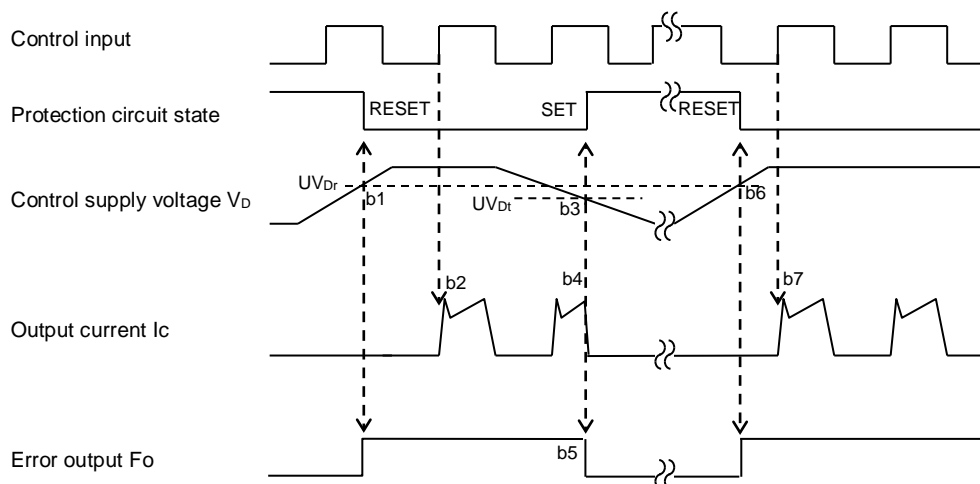 Control input
Protection circuit state
RESET
SET
RESET
Control supply voltage VD
UVDr
b1
UVDt
b3
b6
Output current Ic
b2
b4
b7
Error output Fo
b5